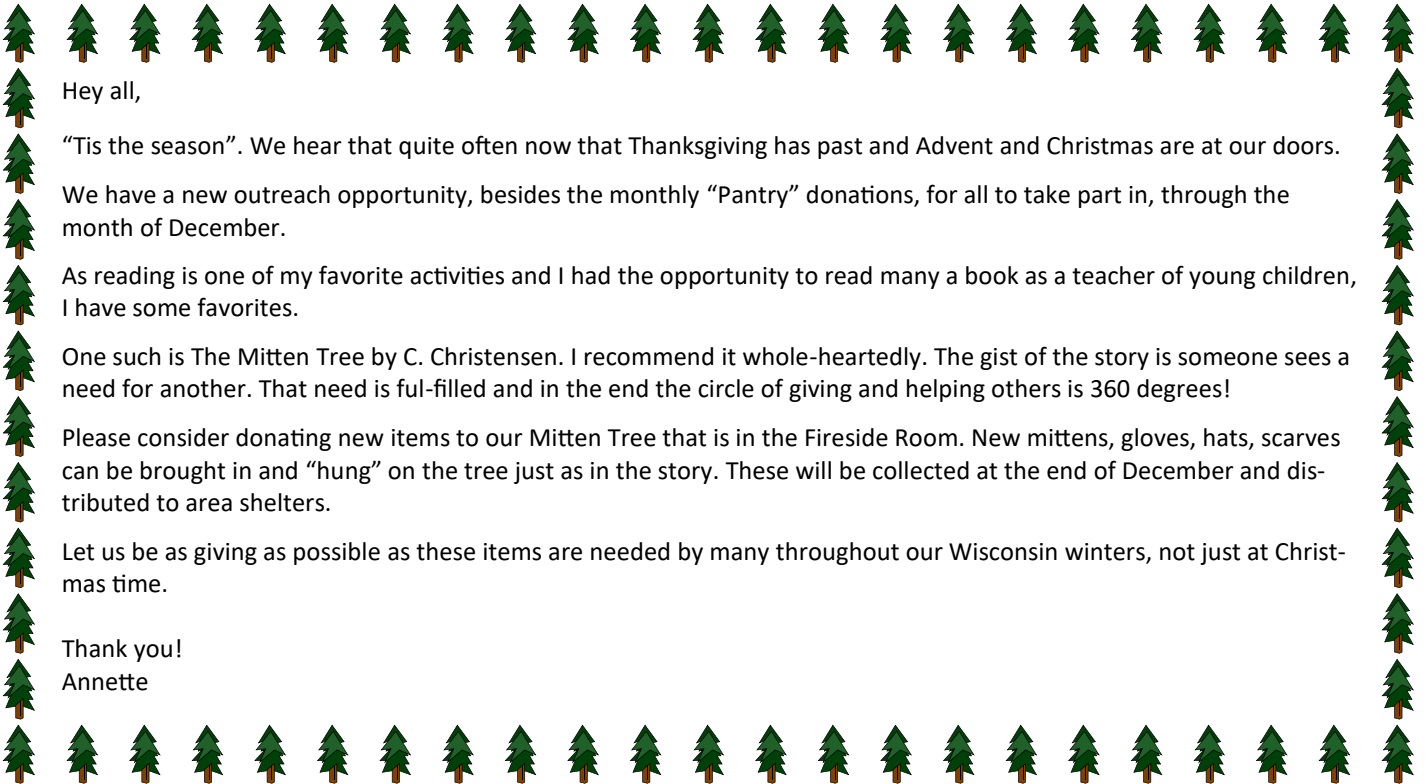 Hey all,
“Tis the season”. We hear that quite often now that Thanksgiving has past and Advent and Christmas are at our doors.
We have a new outreach opportunity, besides the monthly “Pantry” donations, for all to take part in, through the
month of December.
As reading is one of my favorite activities and I had the opportunity to read many a book as a teacher of young children,
I have some favorites.
One such is The Mitten Tree by C. Christensen. I recommend it whole-heartedly. The gist of the story is someone sees a
need for another. That need is ful-filled and in the end the circle of giving and helping others is 360 degrees!
Please consider donating new items to our Mitten Tree that is in the Fireside Room. New mittens, gloves, hats, scarves
can be brought in and “hung” on the tree just as in the story. These will be collected at the end of December and dis-
tributed to area shelters.
Let us be as giving as possible as these items are needed by many throughout our Wisconsin winters, not just at Christ-
mas time.
Thank you!
Annette